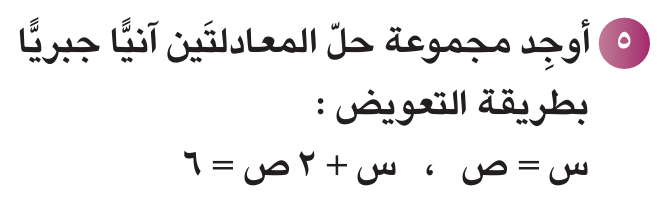 ٥ أوجِد مجموعة حلّ المعادلتَين آنيًّا جبريًّا
بطريقة التعويض :
س = ص ، س + ٢ ص = ٦